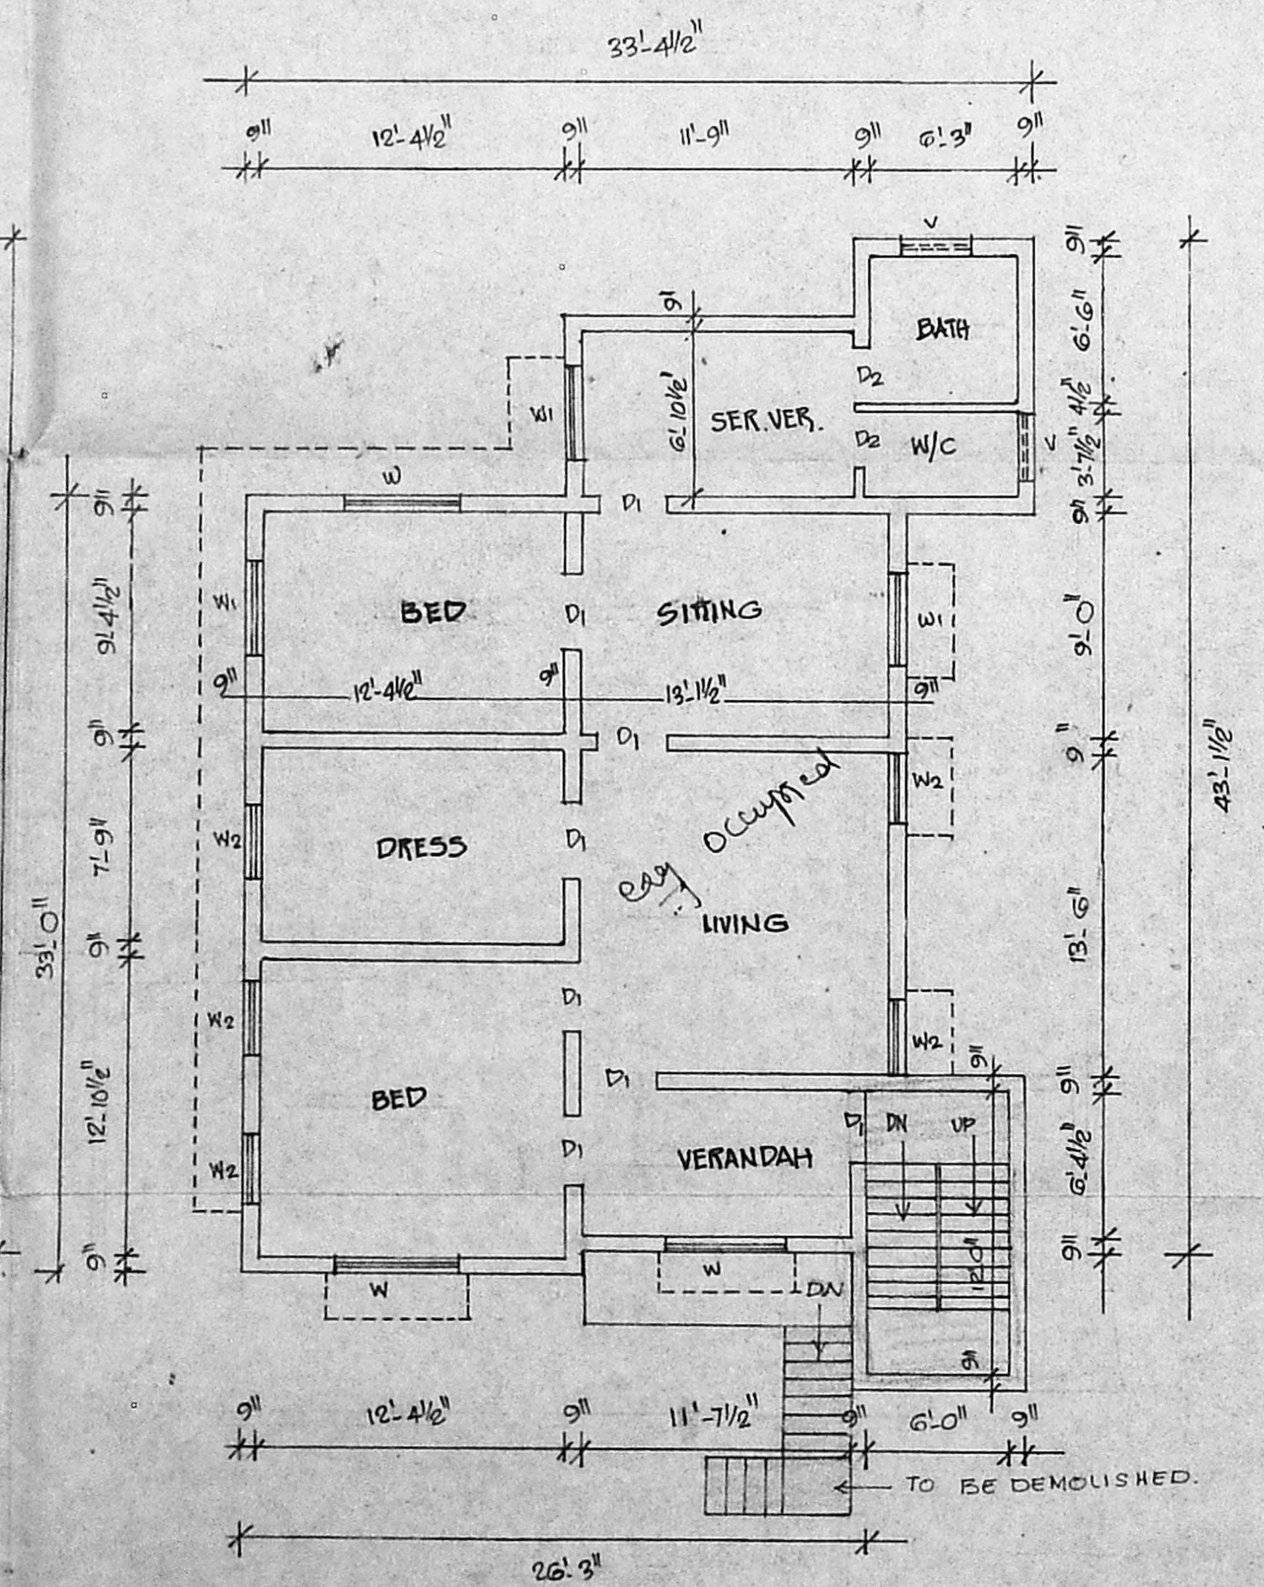 33'-4½"
9" 12'-4½" 9" 11'-9" 9" 6'-3" 9"
V
9"
9'
BATH
6'-6"
W1
6'-10½'
D2
SER.VER.
4½"
D2
W/C
V
3'-7½"
W
9"
D1
9"
9'-4½"
W1
BED
D1
SITTING
W1
9'-0"
9" 12'-4½" 9" 13'-1½" 9"
9"
D1
9"
43'-1½"
W2
occupied
7'-9"
W2
DRESS
D1
33'-0"
9"
LIVING
13'-6"
D1
W2
W2
9"
D1
9"
12'-10½"
BED
D1 DN UP
D1
VERANDAH
6'-4½"
W2
9"
9"
W
W
DN
12'-0"
9"
9" 12'-4½" 9" 11'-7½" 9" 6'-0" 9"
TO BE DEMOLISHED.
26'-3"